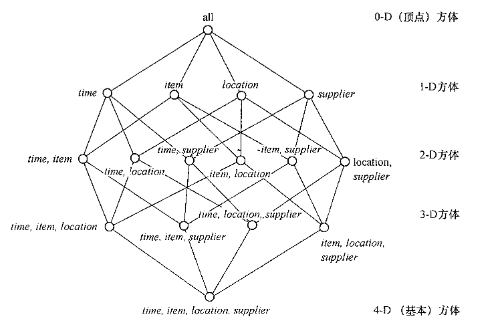 all
0-D（顶点）方体
time
item
location
supplier
1-D方体
time, item
time, location
time, supplier
item, location
item, supplier
location,
supplier
2-D方体
time, item, location
time, item, supplier
time, location, supplier
item, location,
supplier
3-D方体
time, item, location, supplier
4-D（基本）方体